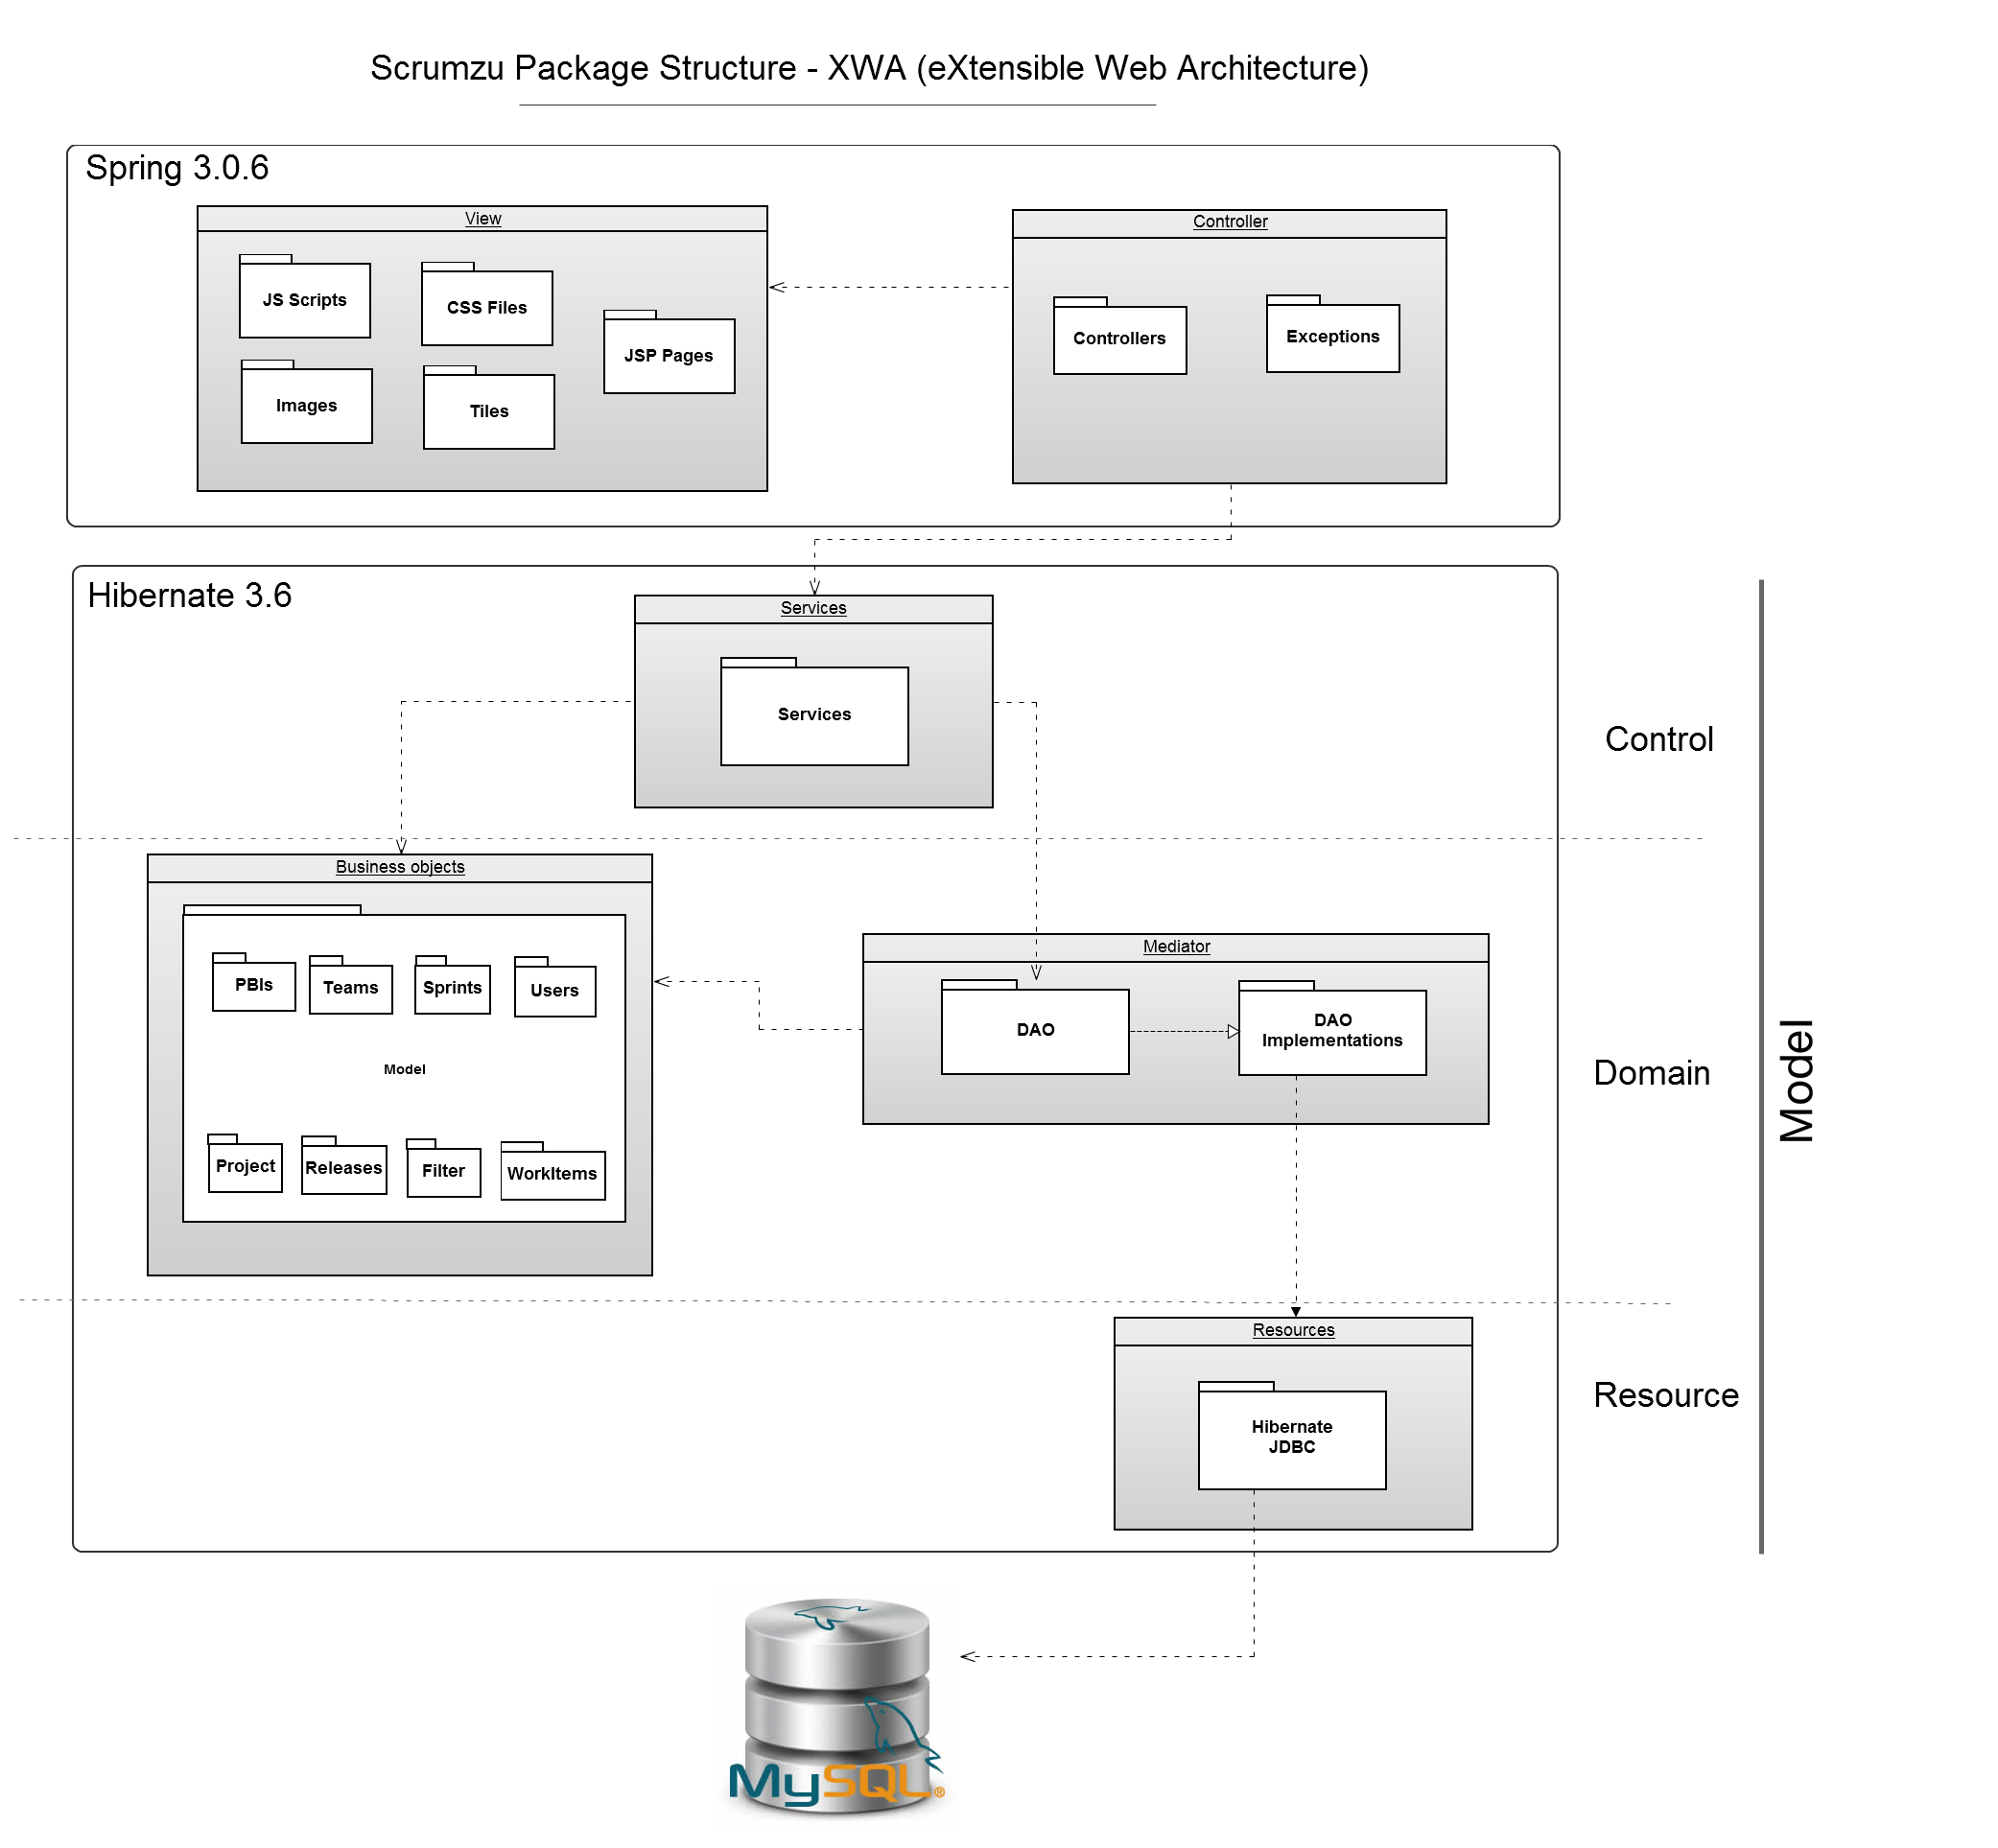 Scrumzu Package Structure - XWA (eXtensible Web Architecture)
Spring 3.0.6
View
JS Scripts
CSS Files
JSP Pages
Images
Tiles
Controller
Controllers
Exceptions
Hibernate 3.6
Services
Services
Control
Business objects
PBIs
Teams
Sprints
Users
Model
Project
Releases
Filter
WorkItems
Mediator
DAO
DAO
Implementations
Domain
Model
Resources
Hibernate
JDBC
Resource
MySQL®